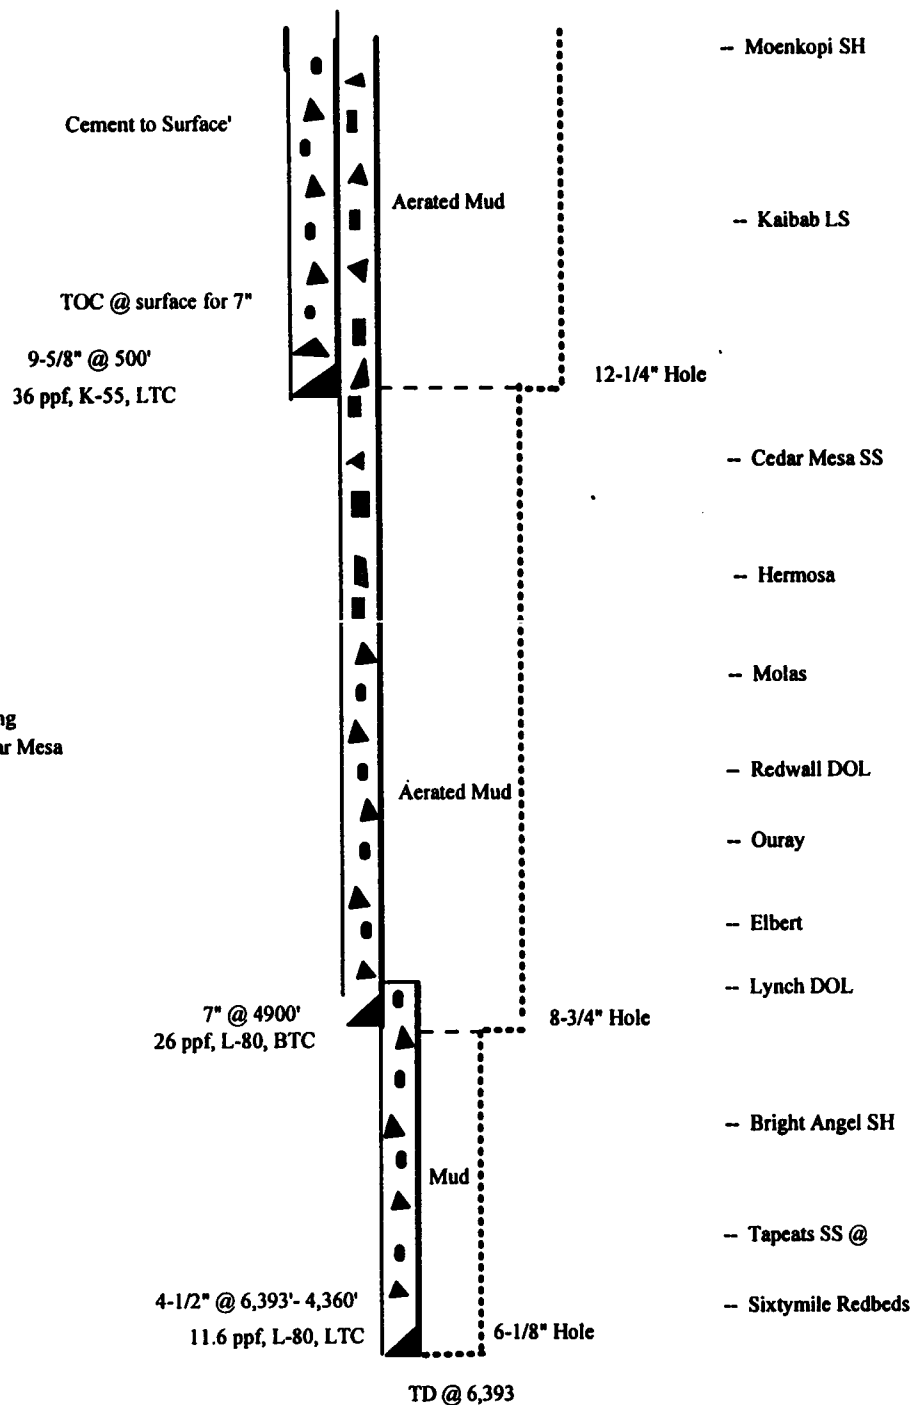 -- Moenkopi SH
Cement to Surface'
Aerated Mud
-- Kaibab LS
TOC @ surface for 7"
9-5/8" @ 500'
12-1/4" Hole
36 ppf, K-55, LTC
-- Cedar Mesa SS
-- Hermosa
-- Molas
ng
ar Mesa
-- Redwall DOL
Aerated Mud
-- Ouray
-- Elbert
-- Lynch DOL
7" @ 4900'
8-3/4" Hole
26 ppf, L-80, BTC
-- Bright Angel SH
Mud
-- Tapeats SS @
4-1/2" @ 6,393'- 4,360'
-- Sixtymile Redbeds
11.6 ppf, L-80, LTC
6-1/8" Hole
TD @ 6,393